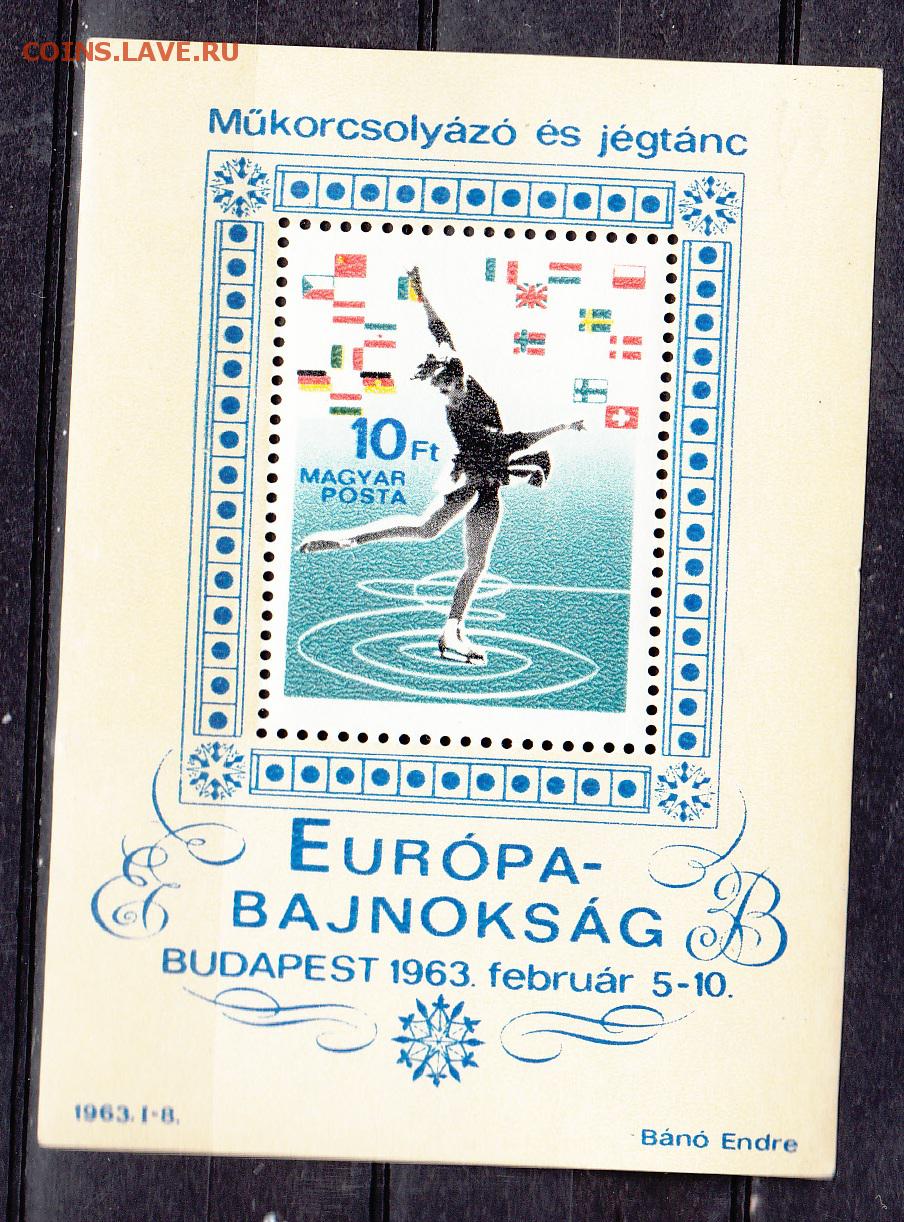 COINS.LAVE.RU
Műkorcsolyázó és jégtánc
10 Ft
MAGYAR
POSTA
EURÓPA-
BAJNOKSÁG
E B
BUDAPEST 1963. február 5-10.
1963. I-8.
Bánó Endre